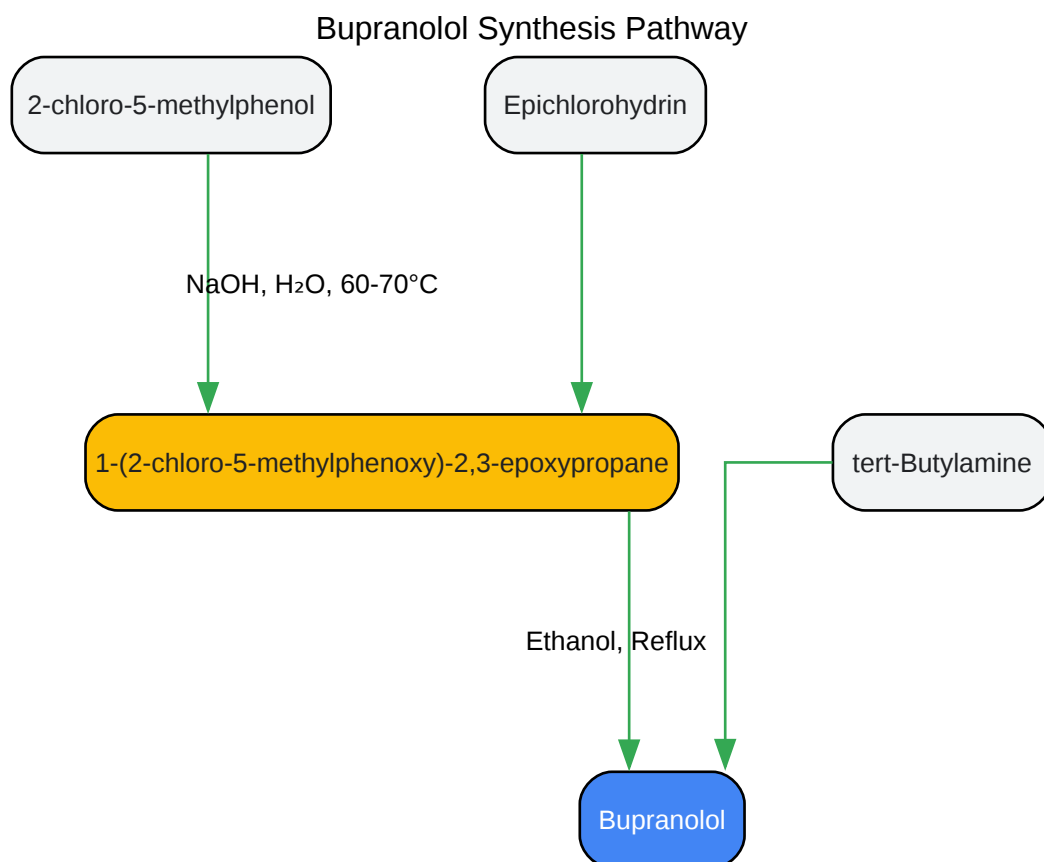 Bupranolol Synthesis Pathway
2-chloro-5-methylphenol
Epichlorohydrin
NaOH, H₂O, 60-70°C
1-(2-chloro-5-methylphenoxy)-2,3-epoxypropane
tert-Butylamine
Ethanol, Reflux
Bupranolol